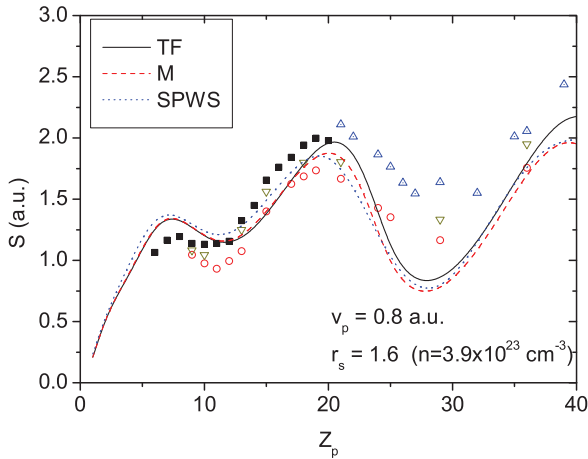 3.0
2.5
2.0
1.5
1.0
0.5
0.0
S (a.u.)
TF
M
SPWS
v_p = 0.8 a.u.
r_s = 1.6 (n=3.9x10^23 cm^-3)
0 10 20 30 40
Z_p